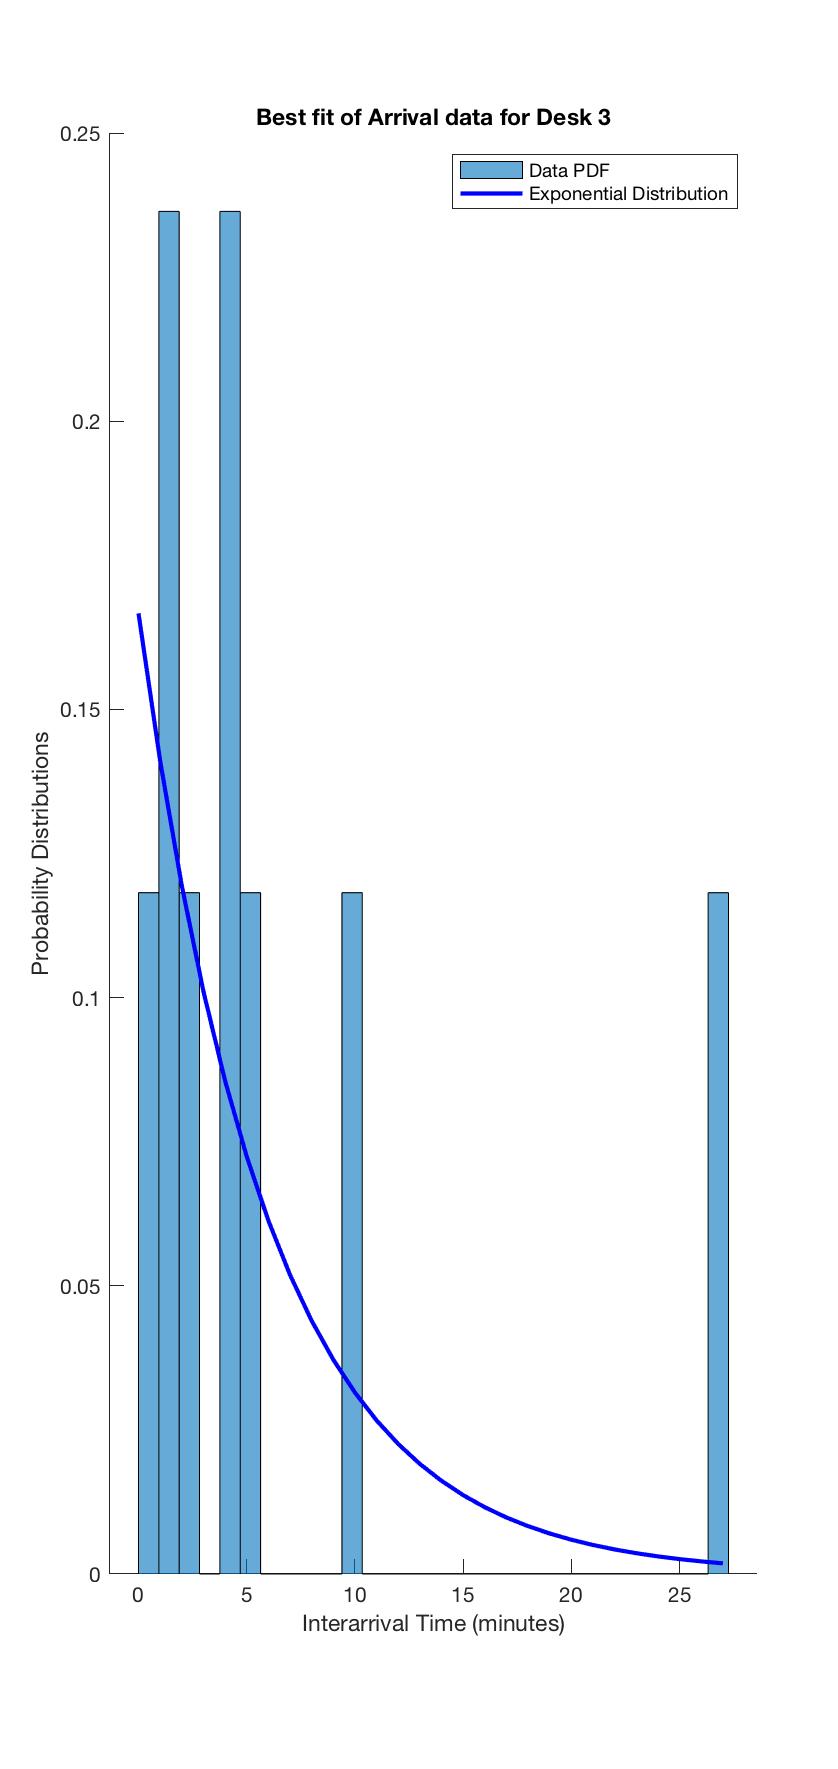 Best fit of Arrival data for Desk 3
Data PDF
Exponential Distribution
0.25
0.2
0.15
0.1
0.05
0
Probability Distributions
0 5 10 15 20 25
Interarrival Time (minutes)